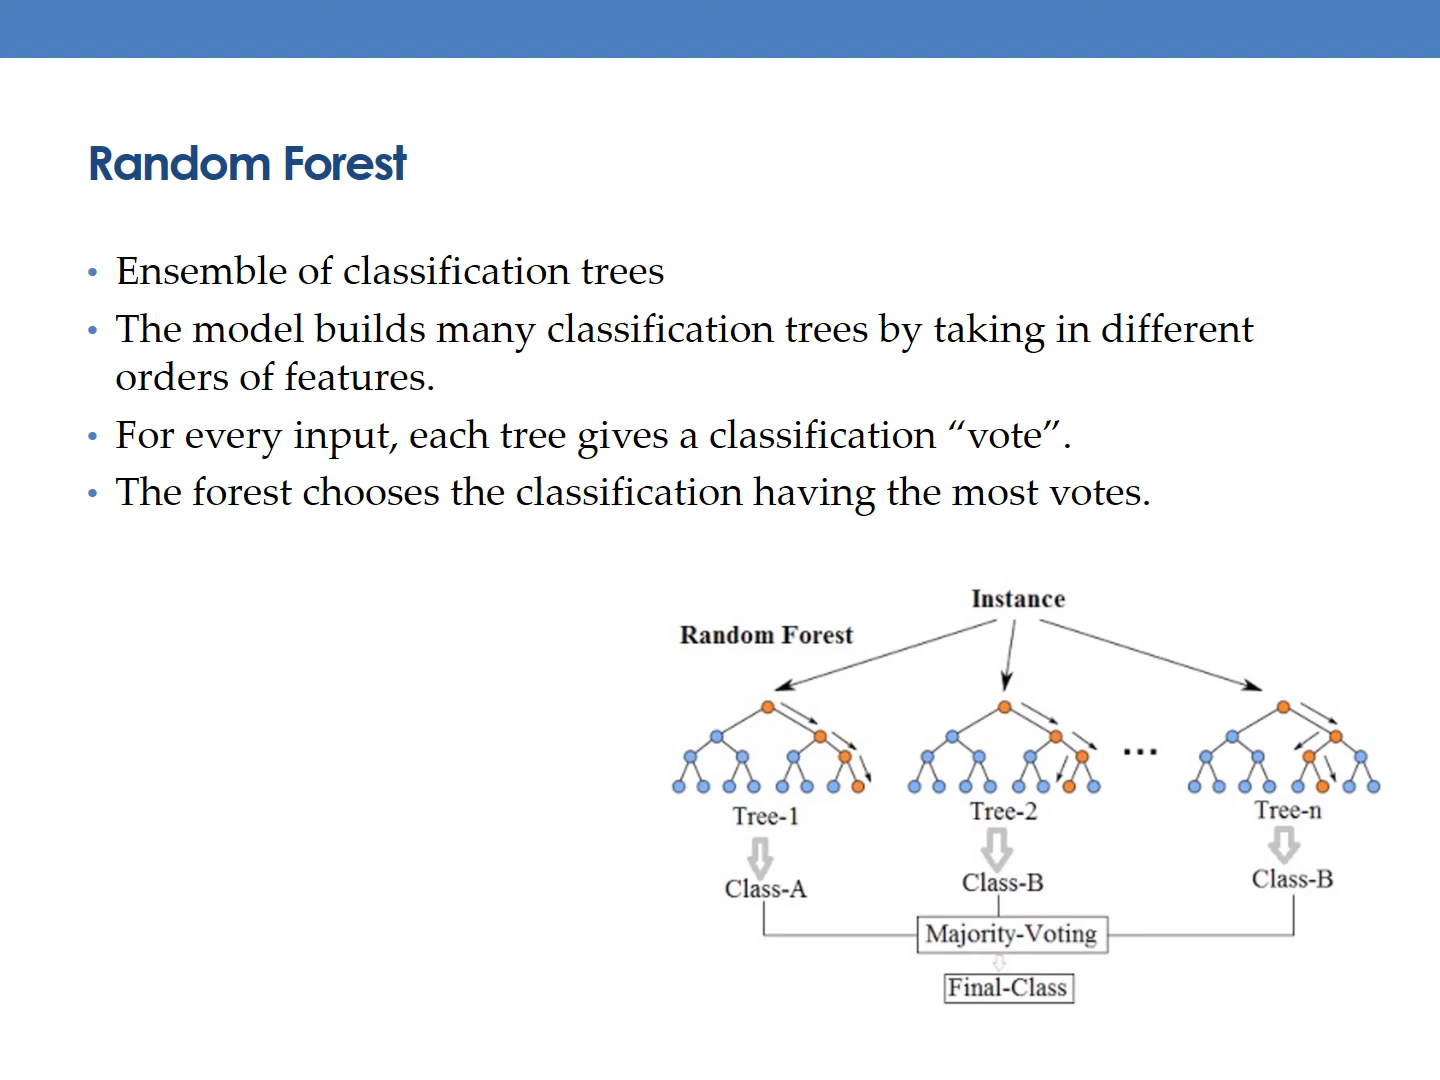 Random Forest
• Ensemble of classification trees
• The model builds many classification trees by taking in different
orders of features.
• For every input, each tree gives a classification “vote”.
• The forest chooses the classification having the most votes.
Instance
Random Forest
...
Tree-1
Tree-2
Tree-n
Class-A
Class-B
Class-B
Majority-Voting
Final-Class